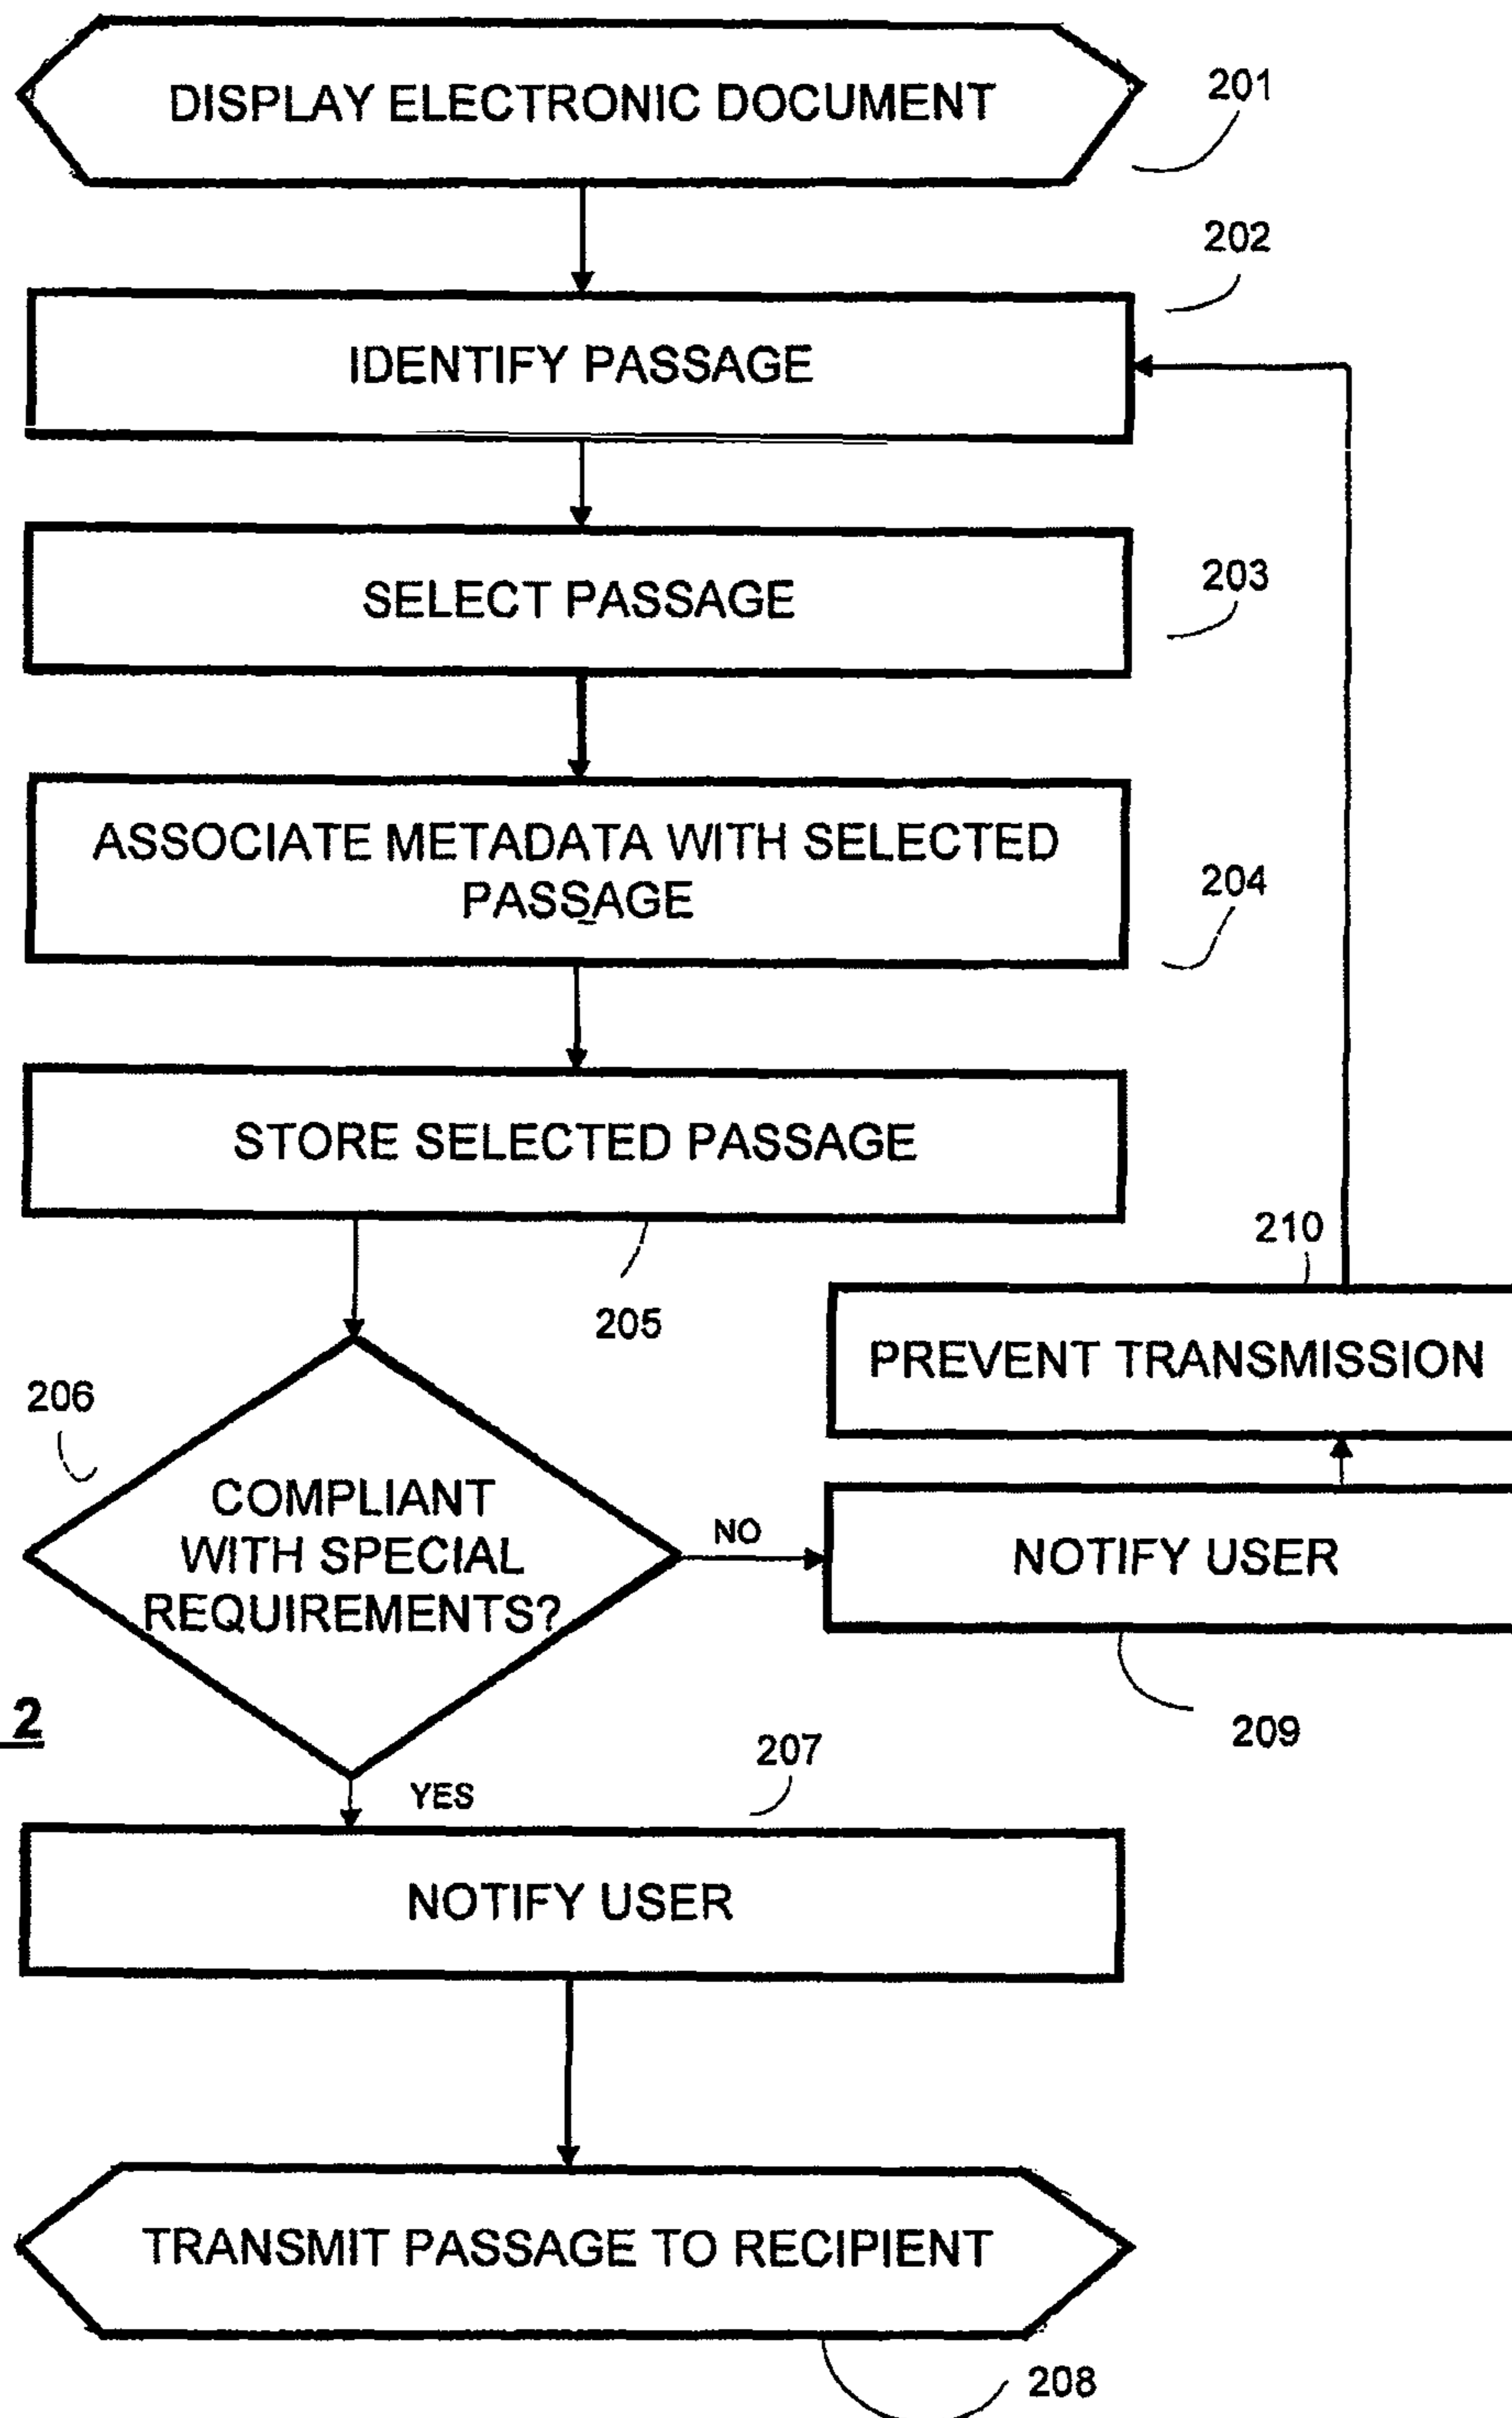 DISPLAY ELECTRONIC DOCUMENT
201
202
IDENTIFY PASSAGE
SELECT PASSAGE
203
ASSOCIATE METADATA WITH SELECTED
PASSAGE
204
STORE SELECTED PASSAGE
205
210
PREVENT TRANSMISSION
206
COMPLIANT
WITH SPECIAL
REQUIREMENTS?
NO
NOTIFY USER
209
2
YES
207
NOTIFY USER
TRANSMIT PASSAGE TO RECIPIENT
208